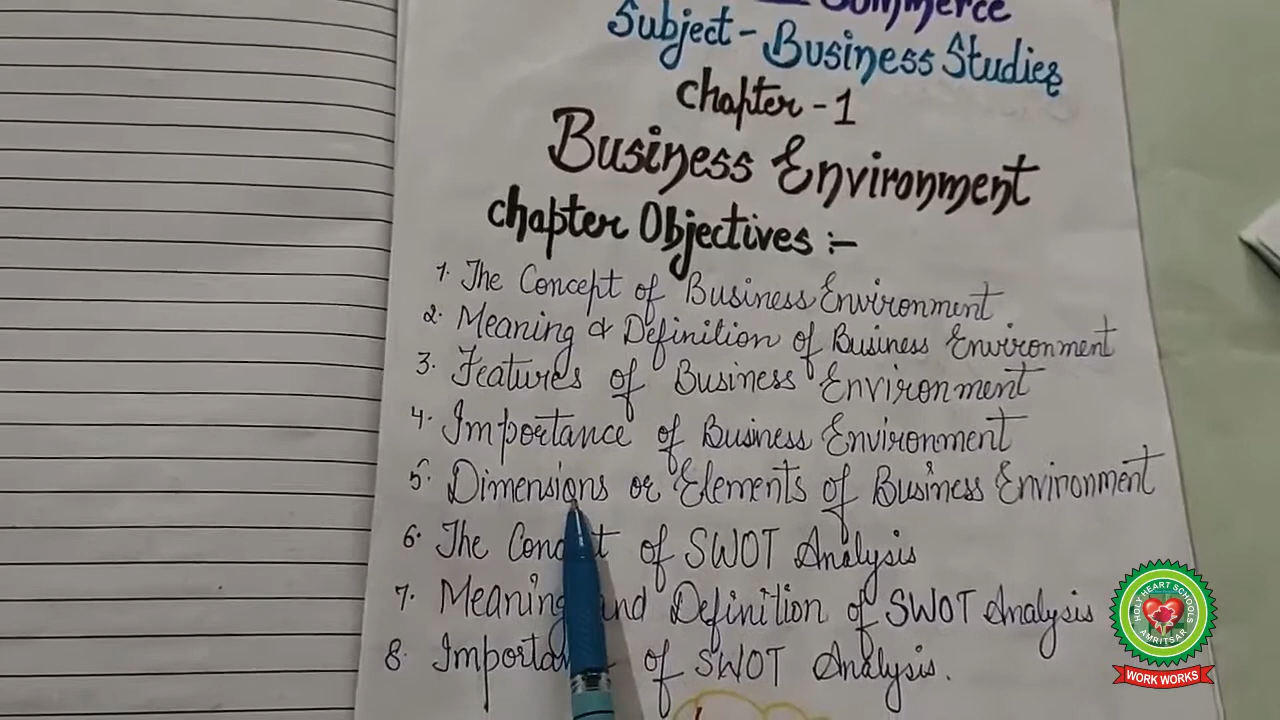 Commerce
Subject - Business Studies
Chapter - 1
Business Environment
Chapter Objectives :-
1. The Concept of Business Environment
2. Meaning & Definition of Business Environment
3. Features of Business Environment
4. Importance of Business Environment
5. Dimensions or Elements of Business Environment
6. The of SWOT Analysis
7. Meaning and Definition of SWOT Analysis
8. of SWOT Analysis.
HOLY HEART SCHOOLS
AMRITSAR
WORK WORKS